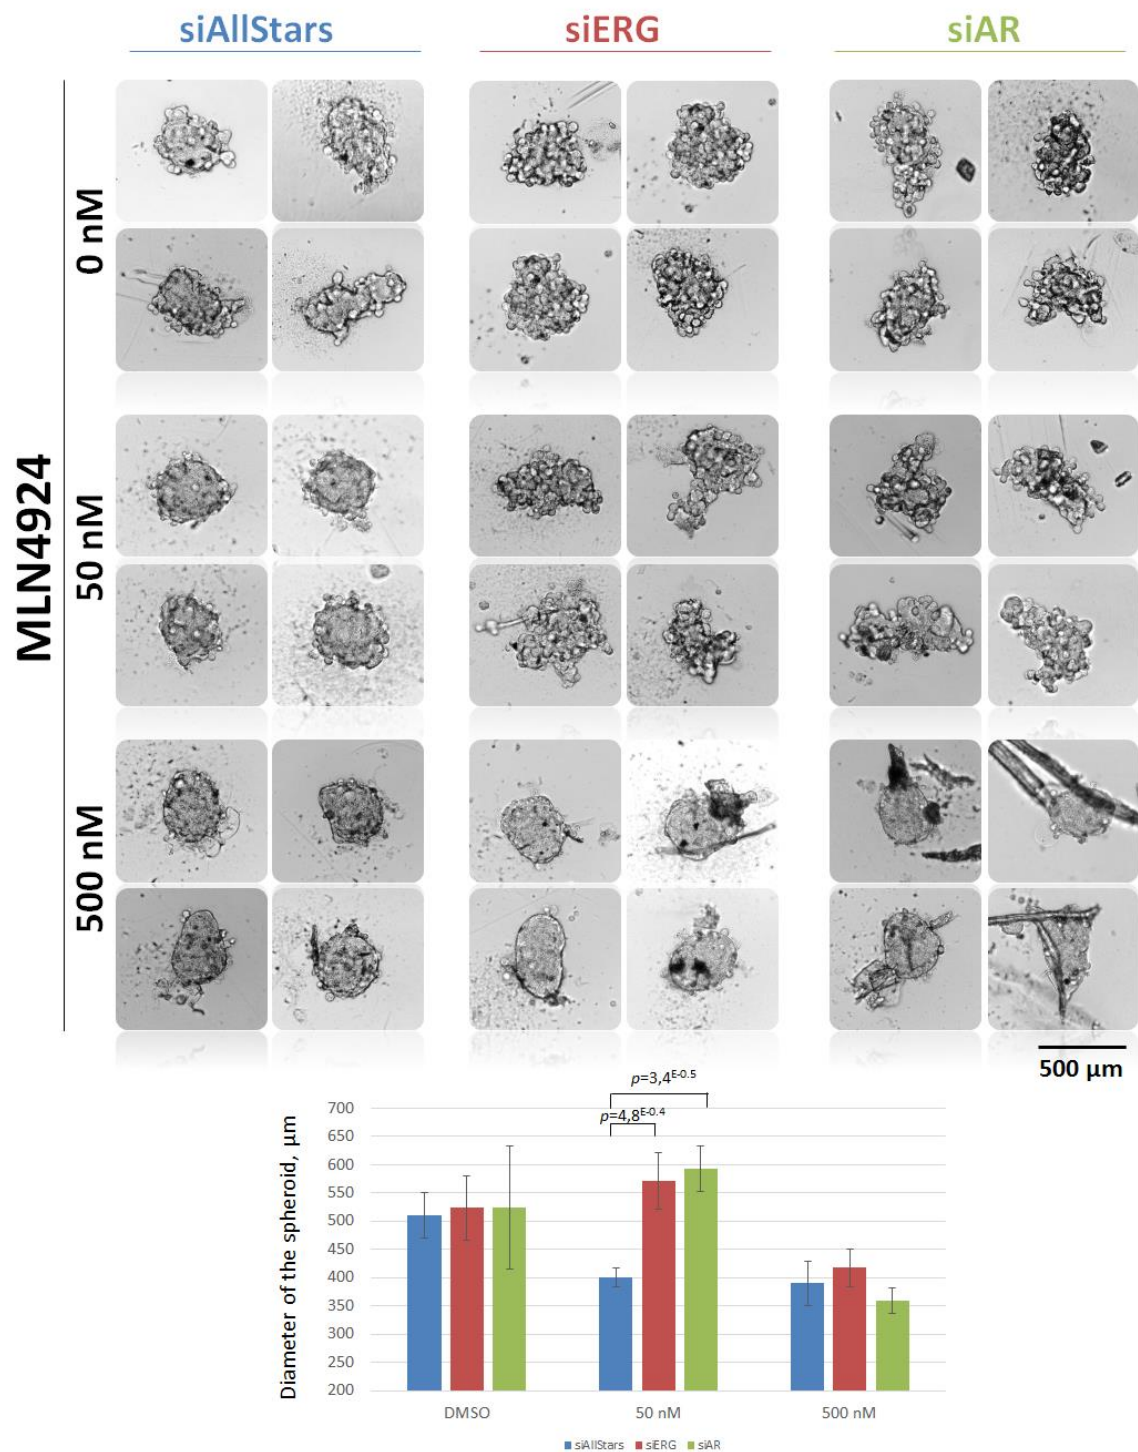 siAllStars siERG siAR
MLN4924
0 nM
50 nM
500 nM
500 µm
p=3,4E-0.5
p=4,8E-0.4
Diameter of the spheroid, µm
700
650
600
550
500
450
400
350
300
250
200
DMSO 50 nM 500 nM
siAllStars siERG siAR